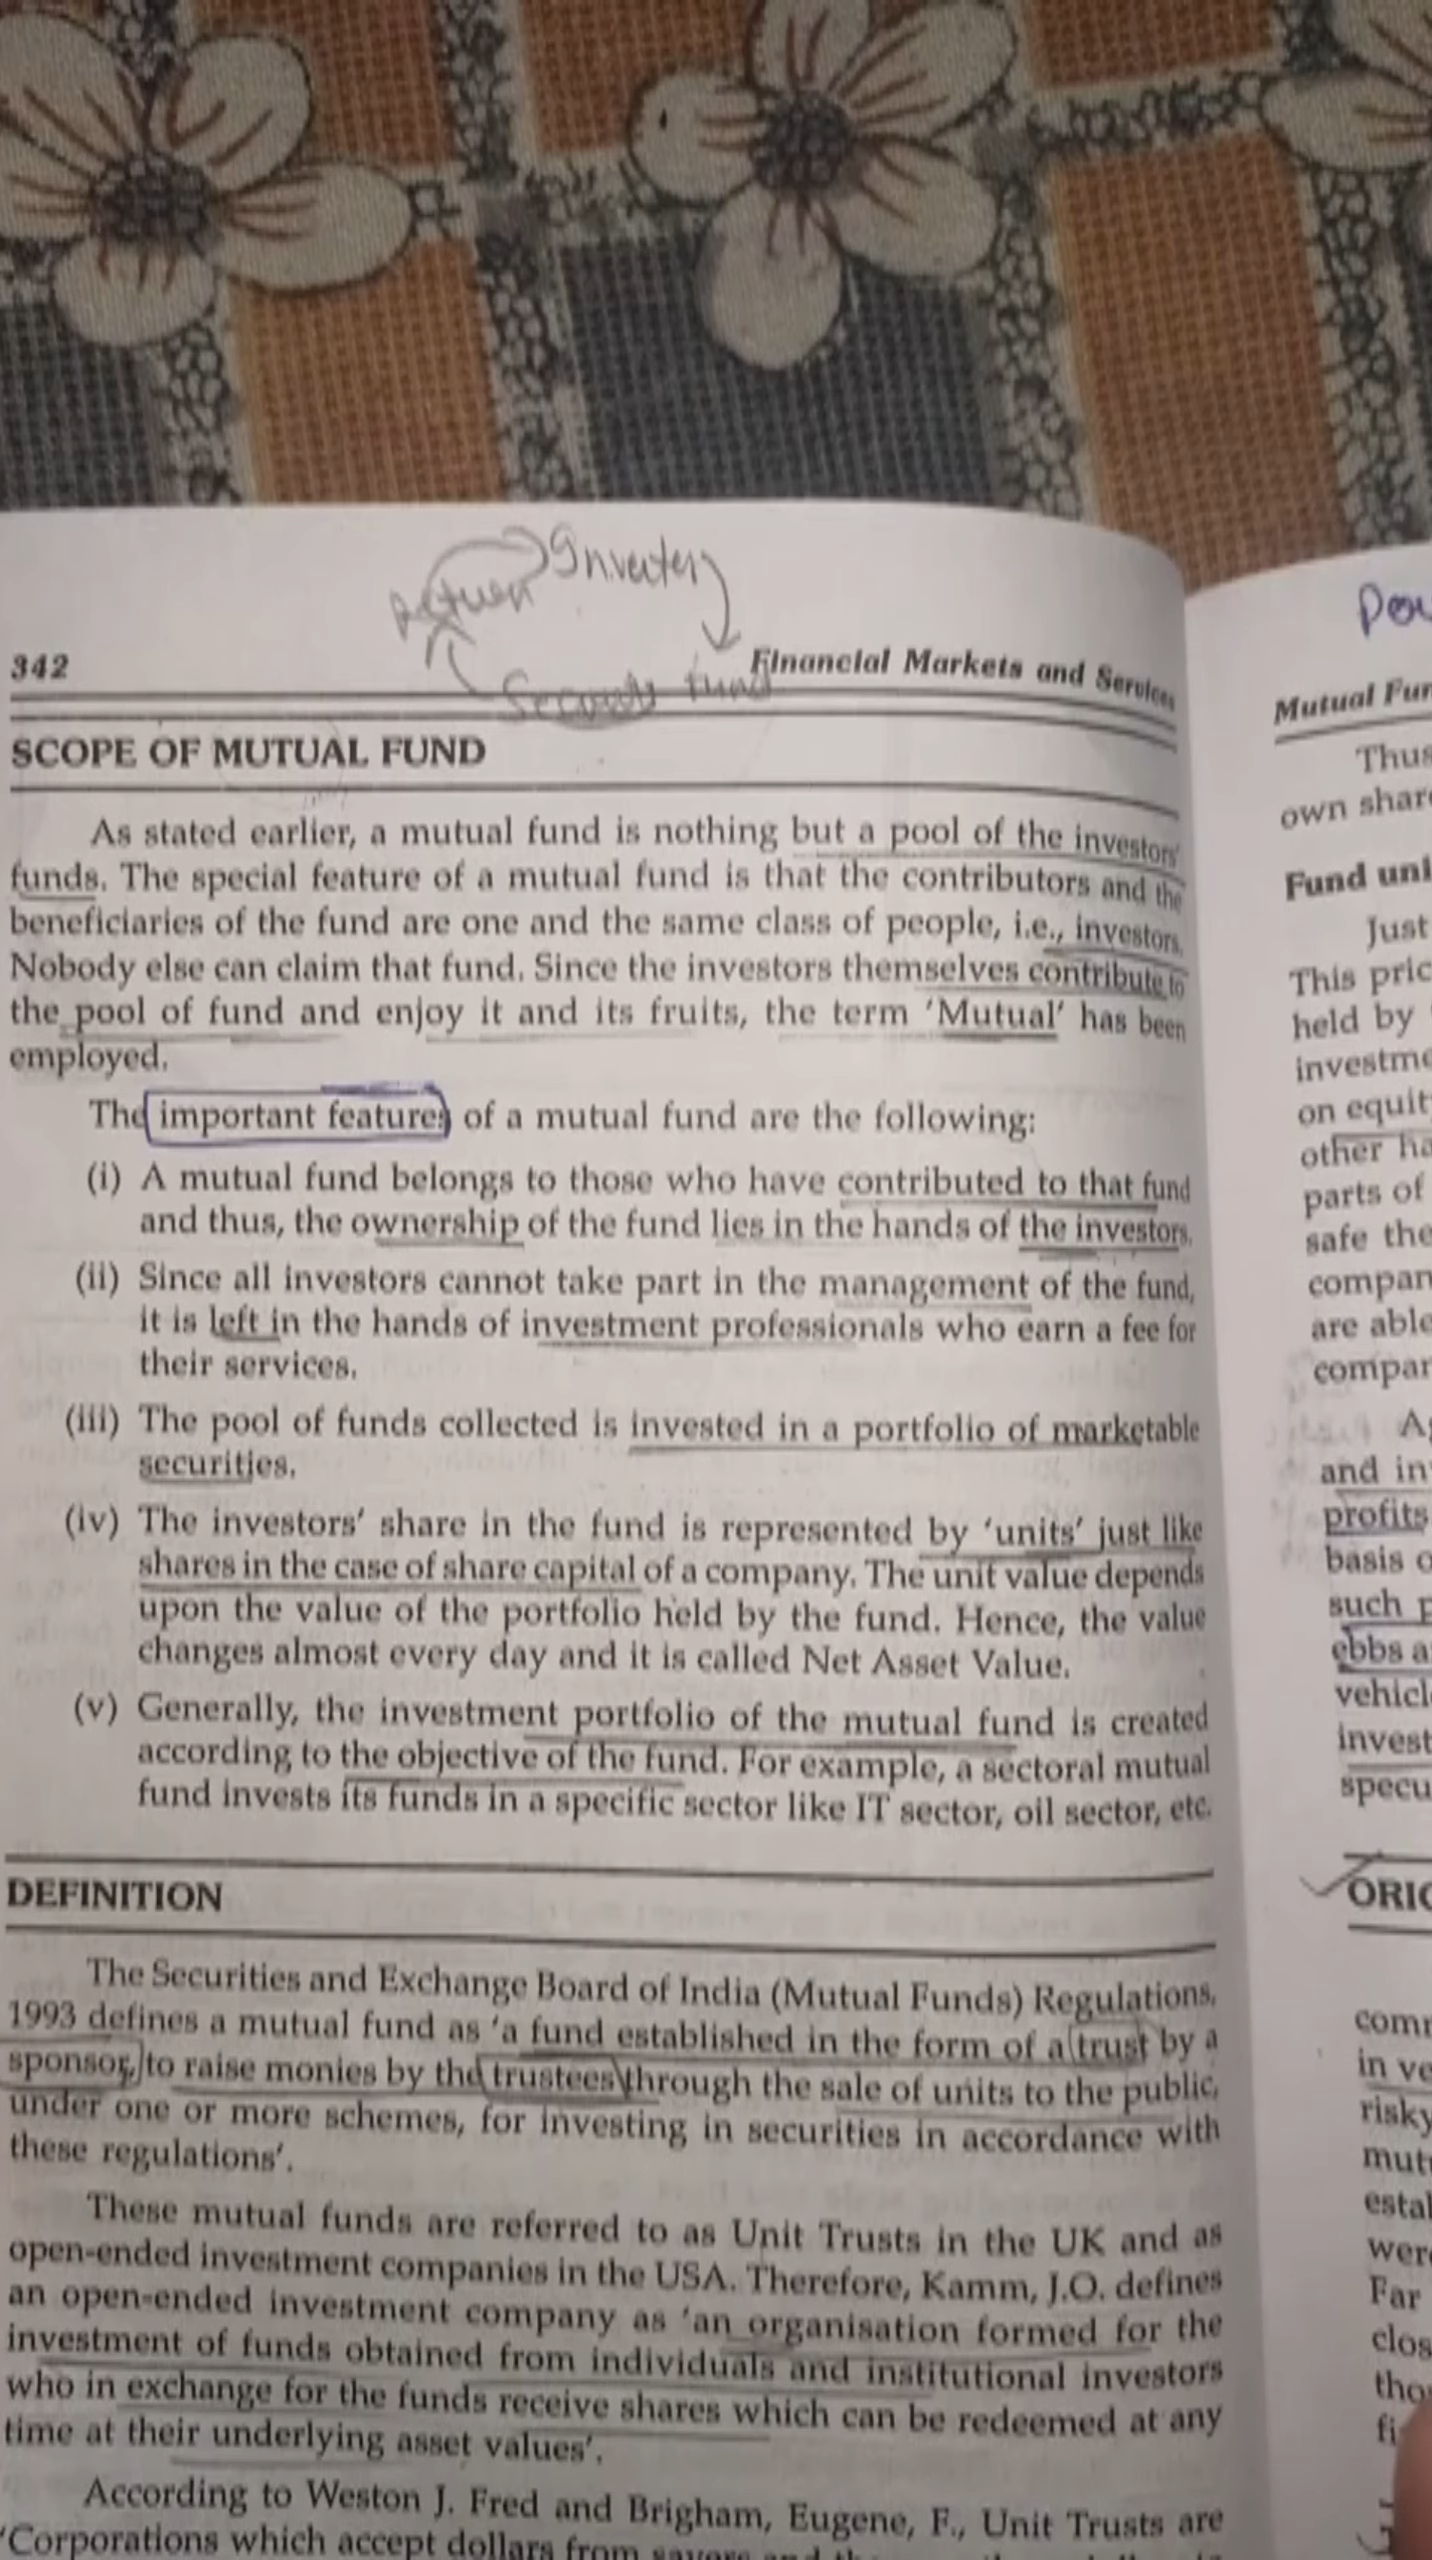 Investers
Return
342 Financial Markets and Services
Fund
SCOPE OF MUTUAL FUND
As stated earlier, a mutual fund is nothing but a pool of the investors'
funds. The special feature of a mutual fund is that the contributors and the
beneficiaries of the fund are one and the same class of people, i.e., investors.
Nobody else can claim that fund. Since the investors themselves contribute to
the pool of fund and enjoy it and its fruits, the term 'Mutual' has been
employed.
The important features of a mutual fund are the following:
(i) A mutual fund belongs to those who have contributed to that fund
and thus, the ownership of the fund lies in the hands of the investors.
(ii) Since all investors cannot take part in the management of the fund,
it is left in the hands of investment professionals who earn a fee for
their services.
(iii) The pool of funds collected is invested in a portfolio of marketable
securities.
(iv) The investors' share in the fund is represented by 'units' just like
shares in the case of share capital of a company. The unit value depends
upon the value of the portfolio held by the fund. Hence, the value
changes almost every day and it is called Net Asset Value.
(v) Generally, the investment portfolio of the mutual fund is created
according to the objective of the fund. For example, a sectoral mutual
fund invests its funds in a specific sector like IT sector, oil sector, etc.
DEFINITION
The Securities and Exchange Board of India (Mutual Funds) Regulations,
1993 defines a mutual fund as 'a fund established in the form of a trust by a
sponsor, to raise monies by the trustees through the sale of units to the public,
under one or more schemes, for investing in securities in accordance with
these regulations'.
These mutual funds are referred to as Unit Trusts in the UK and as
open-ended investment companies in the USA. Therefore, Kamm, J.O. defines
an open-ended investment company as 'an organisation formed for the
investment of funds obtained from individuals and institutional investors
who in exchange for the funds receive shares which can be redeemed at any
time at their underlying asset values'.
According to Weston J. Fred and Brigham, Eugene, F., Unit Trusts are
'Corporations which accept dollars from savers and
Mutual
Thus
own
Fund
Just
This
held by
on
other
parts of
safe
are able
and
profits
basis
such
ebbs
in
risky
Far